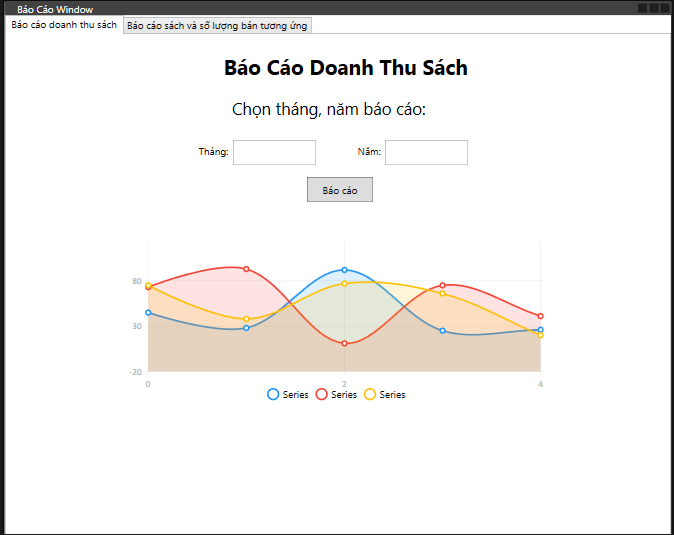 Báo Cáo Window
Báo cáo doanh thu sách Báo cáo sách và số lượng bán tương ứng
Báo Cáo Doanh Thu Sách
Chọn tháng, năm báo cáo:
Tháng: Năm:
Báo cáo
80
30
-20
0 2 4
Series Series Series